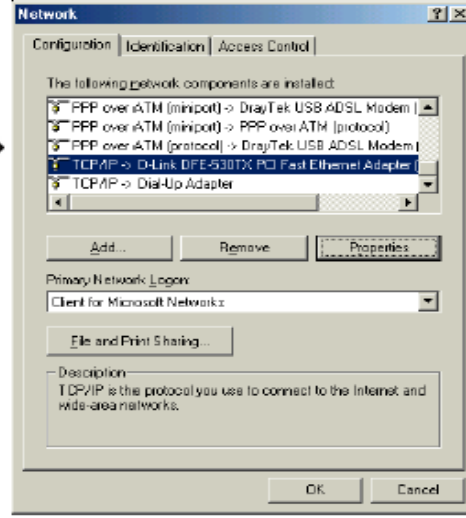 Network
Configuration Identification Access Control
The following network components are installed:
PPP over ATM (miniport) -> DrayTek USB ADSL Modem (
PPP over ATM (miniport) -> PPP over ATM (protocol)
PPP over ATM (protocol) -> DrayTek USB ADSL Modem (
TCP/IP -> D-Link DFE-530TX PCI Fast Ethernet Adapter (
TCP/IP -> Dial-Up Adapter
Add... Remove Properties
Primary Network Logon:
Client for Microsoft Networks
File and Print Sharing...
Description
TCP/IP is the protocol you use to connect to the Internet and
wide-area networks.
OK Cancel